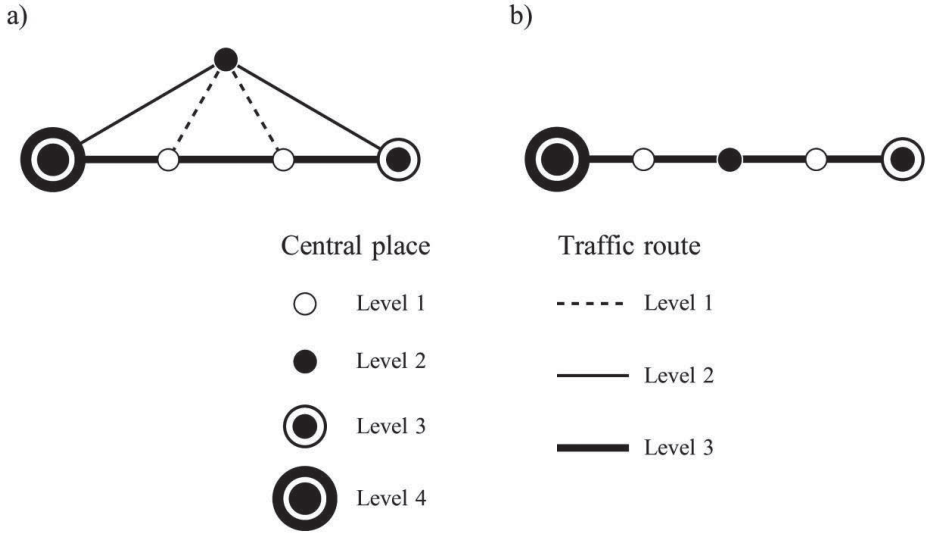 a)
b)
Central place
Level 1
Level 2
Level 3
Level 4
Traffic route
Level 1
Level 2
Level 3